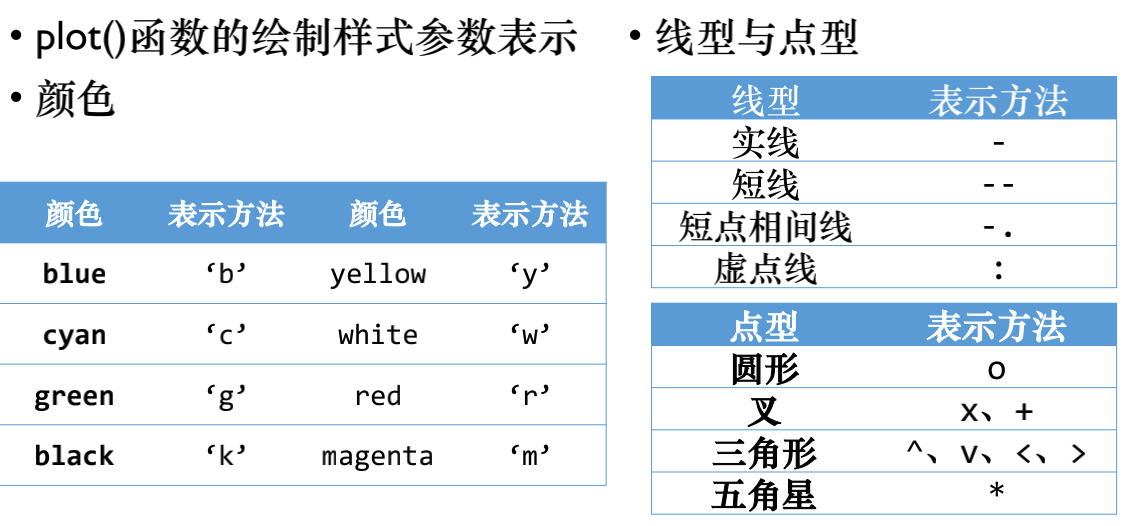 • plot()函数的绘制样式参数表示
• 颜色
颜色 表示方法 颜色 表示方法
blue ‘b’ yellow ‘y’
cyan ‘c’ white ‘w’
green ‘g’ red ‘r’
black ‘k’ magenta ‘m’
• 线型与点型
线型 表示方法
实线 -
短线 --
短点相间线 -.
虚点线 :
点型 表示方法
圆形 o
叉 x、+
三角形 ^、v、<、>
五角星 *